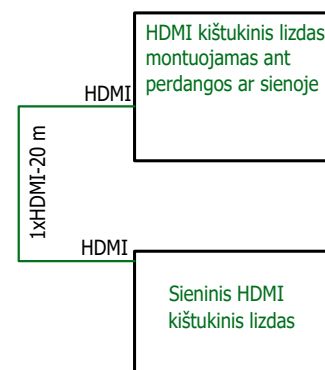 HDMI kištukinis lizdas
montuojamas ant
perdangos ar sienoje
HDMI
1xHDMI-20 m
HDMI
Sieninis HDMI
kištukinis lizdas